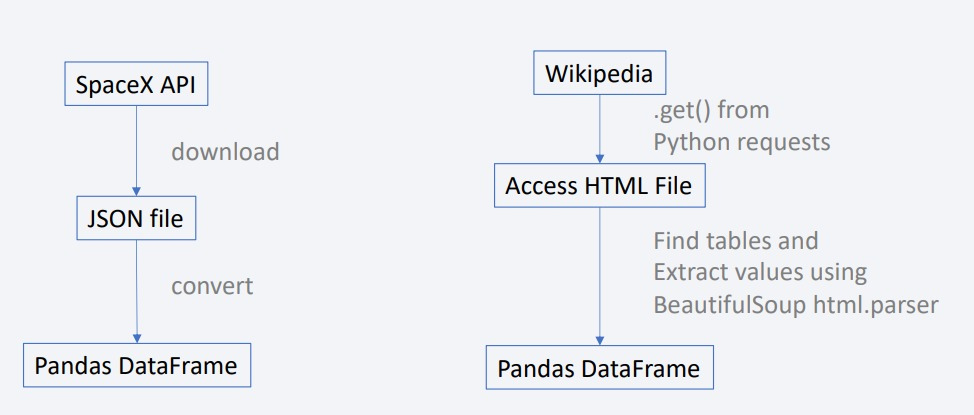 SpaceX API
download
JSON file
convert
Pandas DataFrame
Wikipedia
.get() from
Python requests
Access HTML File
Find tables and
Extract values using
BeautifulSoup html.parser
Pandas DataFrame